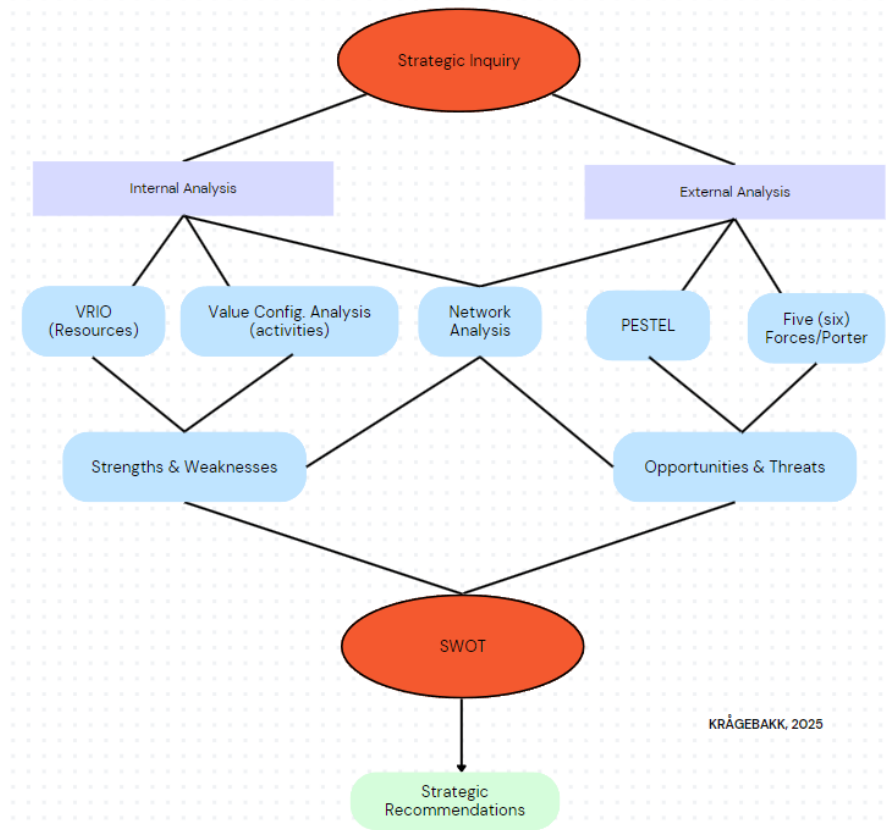 Strategic Inquiry
Internal Analysis
External Analysis
VRIO
(Resources)
Value Config. Analysis
(activities)
Network
Analysis
PESTEL
Five (six)
Forces/Porter
Strengths & Weaknesses
Opportunities & Threats
SWOT
KRÅGEBAKK, 2025
Strategic
Recommendations